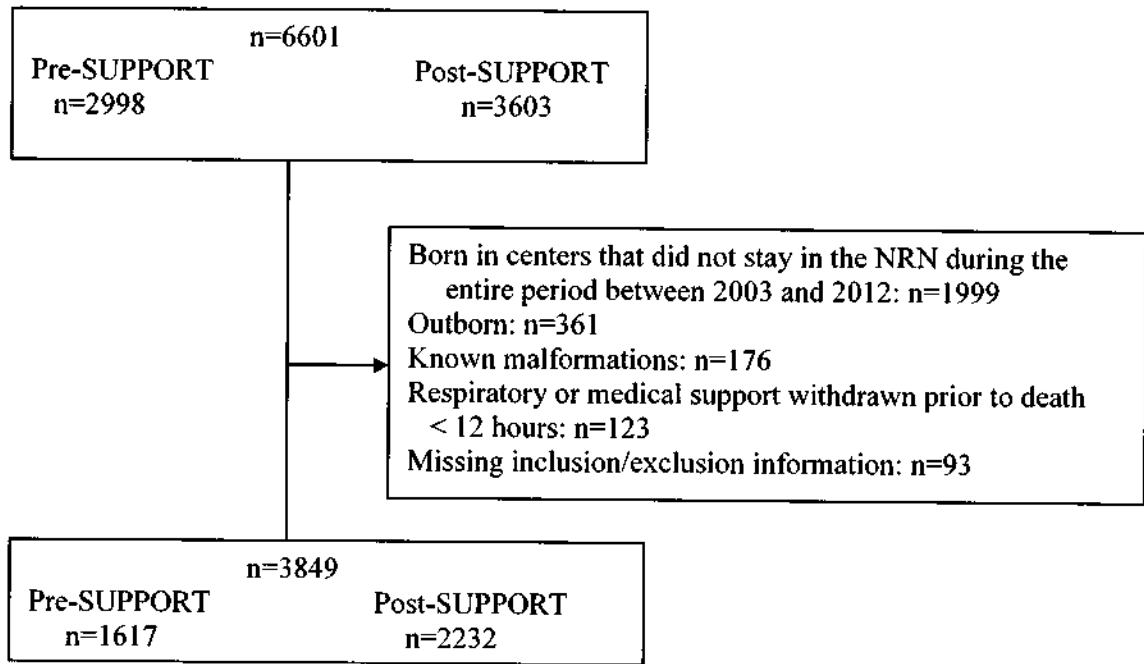 n=6601
Pre-SUPPORT Post-SUPPORT
n=2998 n=3603
Born in centers that did not stay in the NRN during the
entire period between 2003 and 2012: n=1999
Outborn: n=361
Known malformations: n=176
Respiratory or medical support withdrawn prior to death
< 12 hours: n=123
Missing inclusion/exclusion information: n=93
n=3849
Pre-SUPPORT Post-SUPPORT
n=1617 n=2232